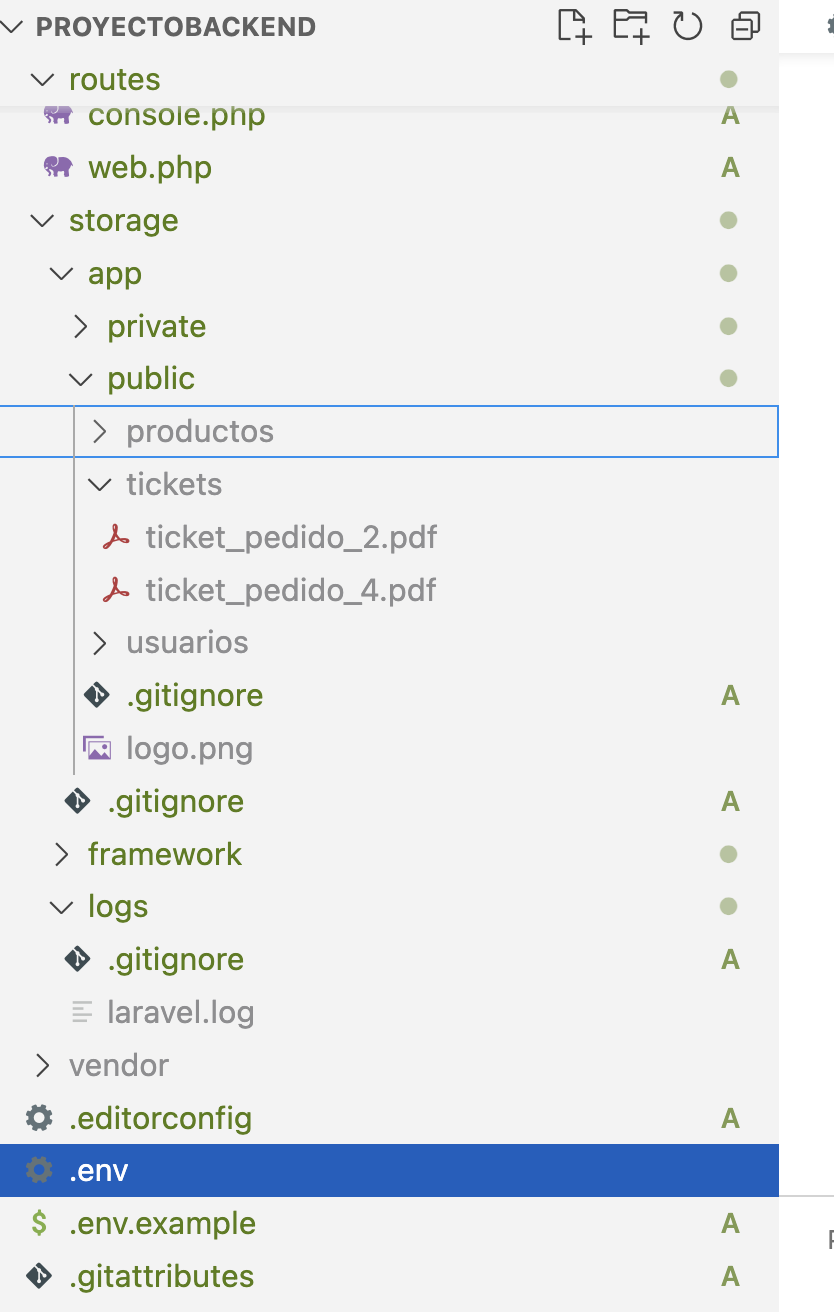 PROYECTOBACKEND
routes
console.php A
web.php A
storage
app
private
public
productos
tickets
ticket_pedido_2.pdf
ticket_pedido_4.pdf
usuarios
.gitignore A
logo.png
.gitignore A
framework
logs
.gitignore A
laravel.log
vendor
.editorconfig A
.env
$ .env.example A
.gitattributes A